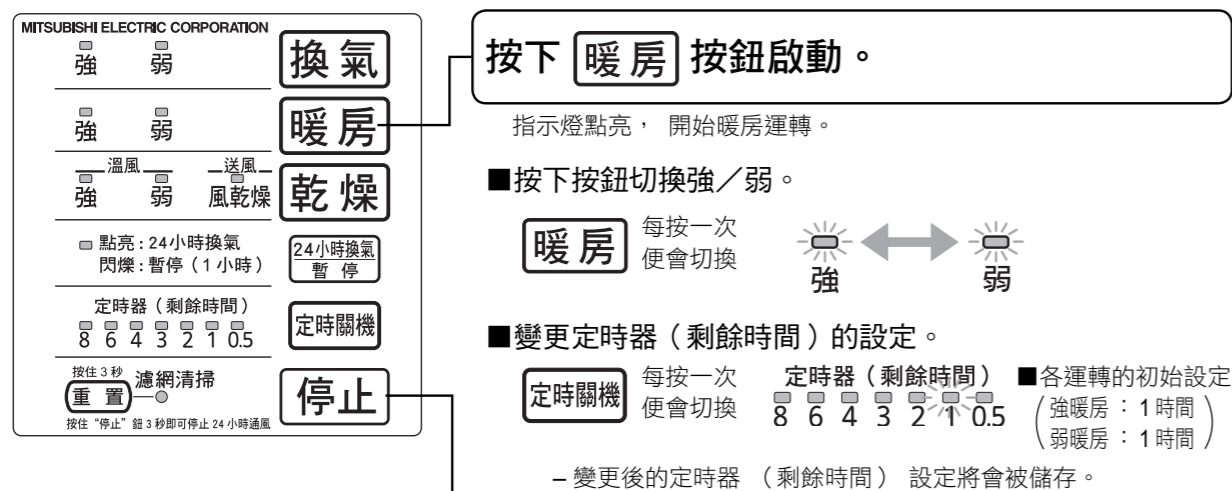 MITSUBISHI ELECTRIC CORPORATION
強 弱 換氣
強 弱 暖房
溫風 送風
強 弱 風乾燥 乾燥
點亮：24小時換氣
閃爍：暫停（1小時）
24小時換氣
暫 停
定時器（剩餘時間）
8 6 4 3 2 1 0.5
定時關機
按住3秒
重 置 濾網清掃
停止
按住“停止”鈕3秒即可停止24小時通風
按下 暖房 按鈕啟動。
指示燈點亮， 開始暖房運轉。
■按下按鈕切換強／弱。
暖房 每按一次
便會切換
強 弱
■變更定時器（剩餘時間）的設定。
定時關機 每按一次
便會切換
定時器（剩餘時間）
8 6 4 3 2 1 0.5
■各運轉的初始設定
（強暖房：1時間）
（弱暖房：1時間）
– 變更後的定時器 （剩餘時間） 設定將會被儲存。